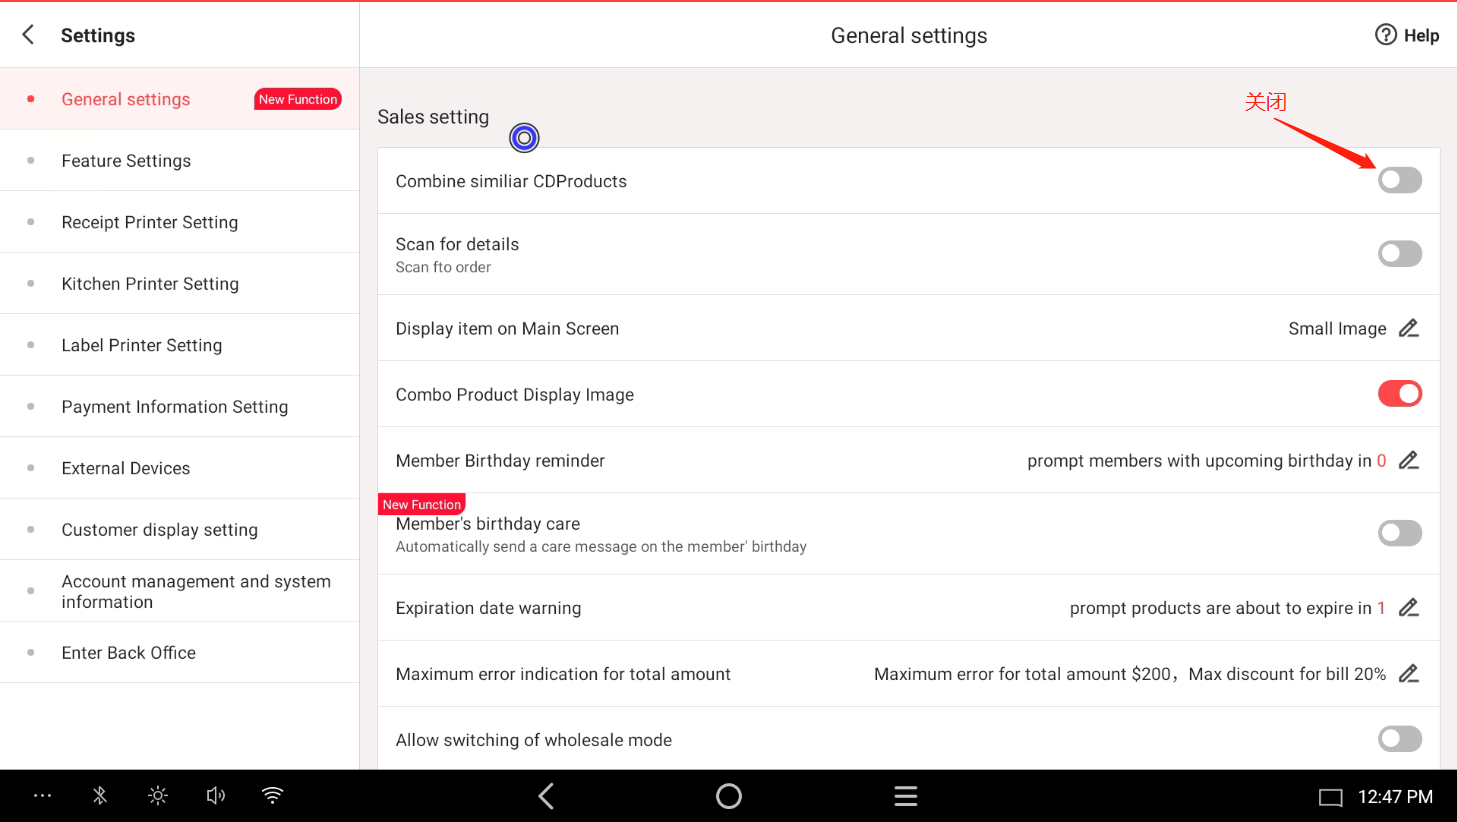 Settings
General settings
Help
General settings
New Function
Feature Settings
Receipt Printer Setting
Kitchen Printer Setting
Label Printer Setting
Payment Information Setting
External Devices
Customer display setting
Account management and system
information
Enter Back Office
关闭
Sales setting
Combine similiar CDProducts
Scan for details
Scan fto order
Display item on Main Screen
Small Image
Combo Product Display Image
Member Birthday reminder
prompt members with upcoming birthday in 0
New Function
Member's birthday care
Automatically send a care message on the member' birthday
Expiration date warning
prompt products are about to expire in 1
Maximum error indication for total amount
Maximum error for total amount $200，Max discount for bill 20%
Allow switching of wholesale mode
12:47 PM